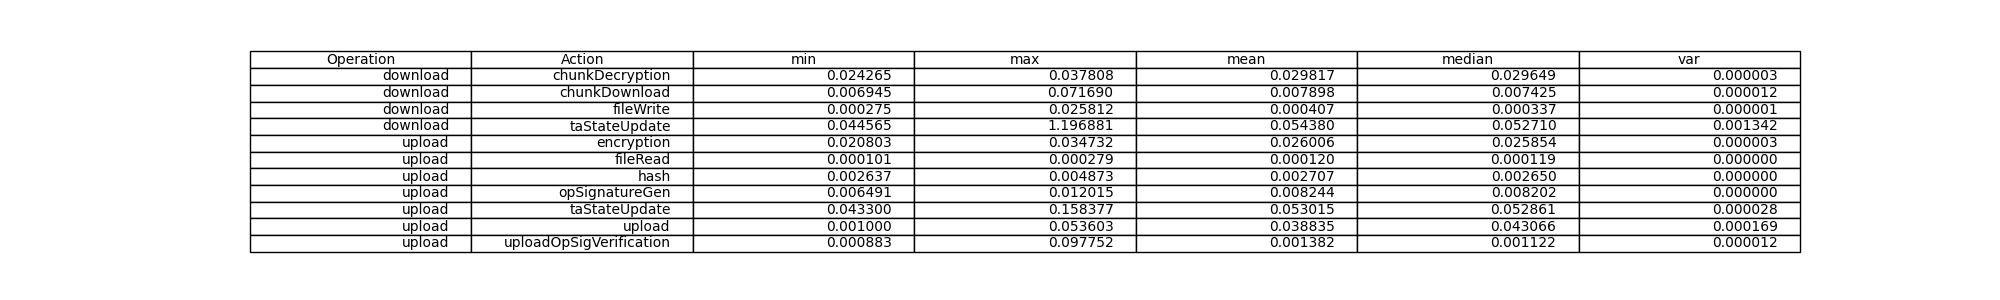 Operation Action min max mean median var
download chunkDecryption 0.024265 0.037808 0.029817 0.029649 0.000003
download chunkDownload 0.006945 0.071690 0.007898 0.007425 0.000012
download fileWrite 0.000275 0.025812 0.000407 0.000337 0.000001
download taStateUpdate 0.044565 1.196881 0.054380 0.052710 0.001342
upload encryption 0.020803 0.034732 0.026006 0.025854 0.000003
upload fileRead 0.000101 0.000279 0.000120 0.000119 0.000000
upload hash 0.002637 0.004873 0.002707 0.002650 0.000000
upload opSignatureGen 0.006491 0.012015 0.008244 0.008202 0.000000
upload taStateUpdate 0.043300 0.158377 0.053015 0.052861 0.000028
upload upload 0.001000 0.053603 0.038835 0.043066 0.000169
upload uploadOpSigVerification 0.000883 0.097752 0.001382 0.001122 0.000012